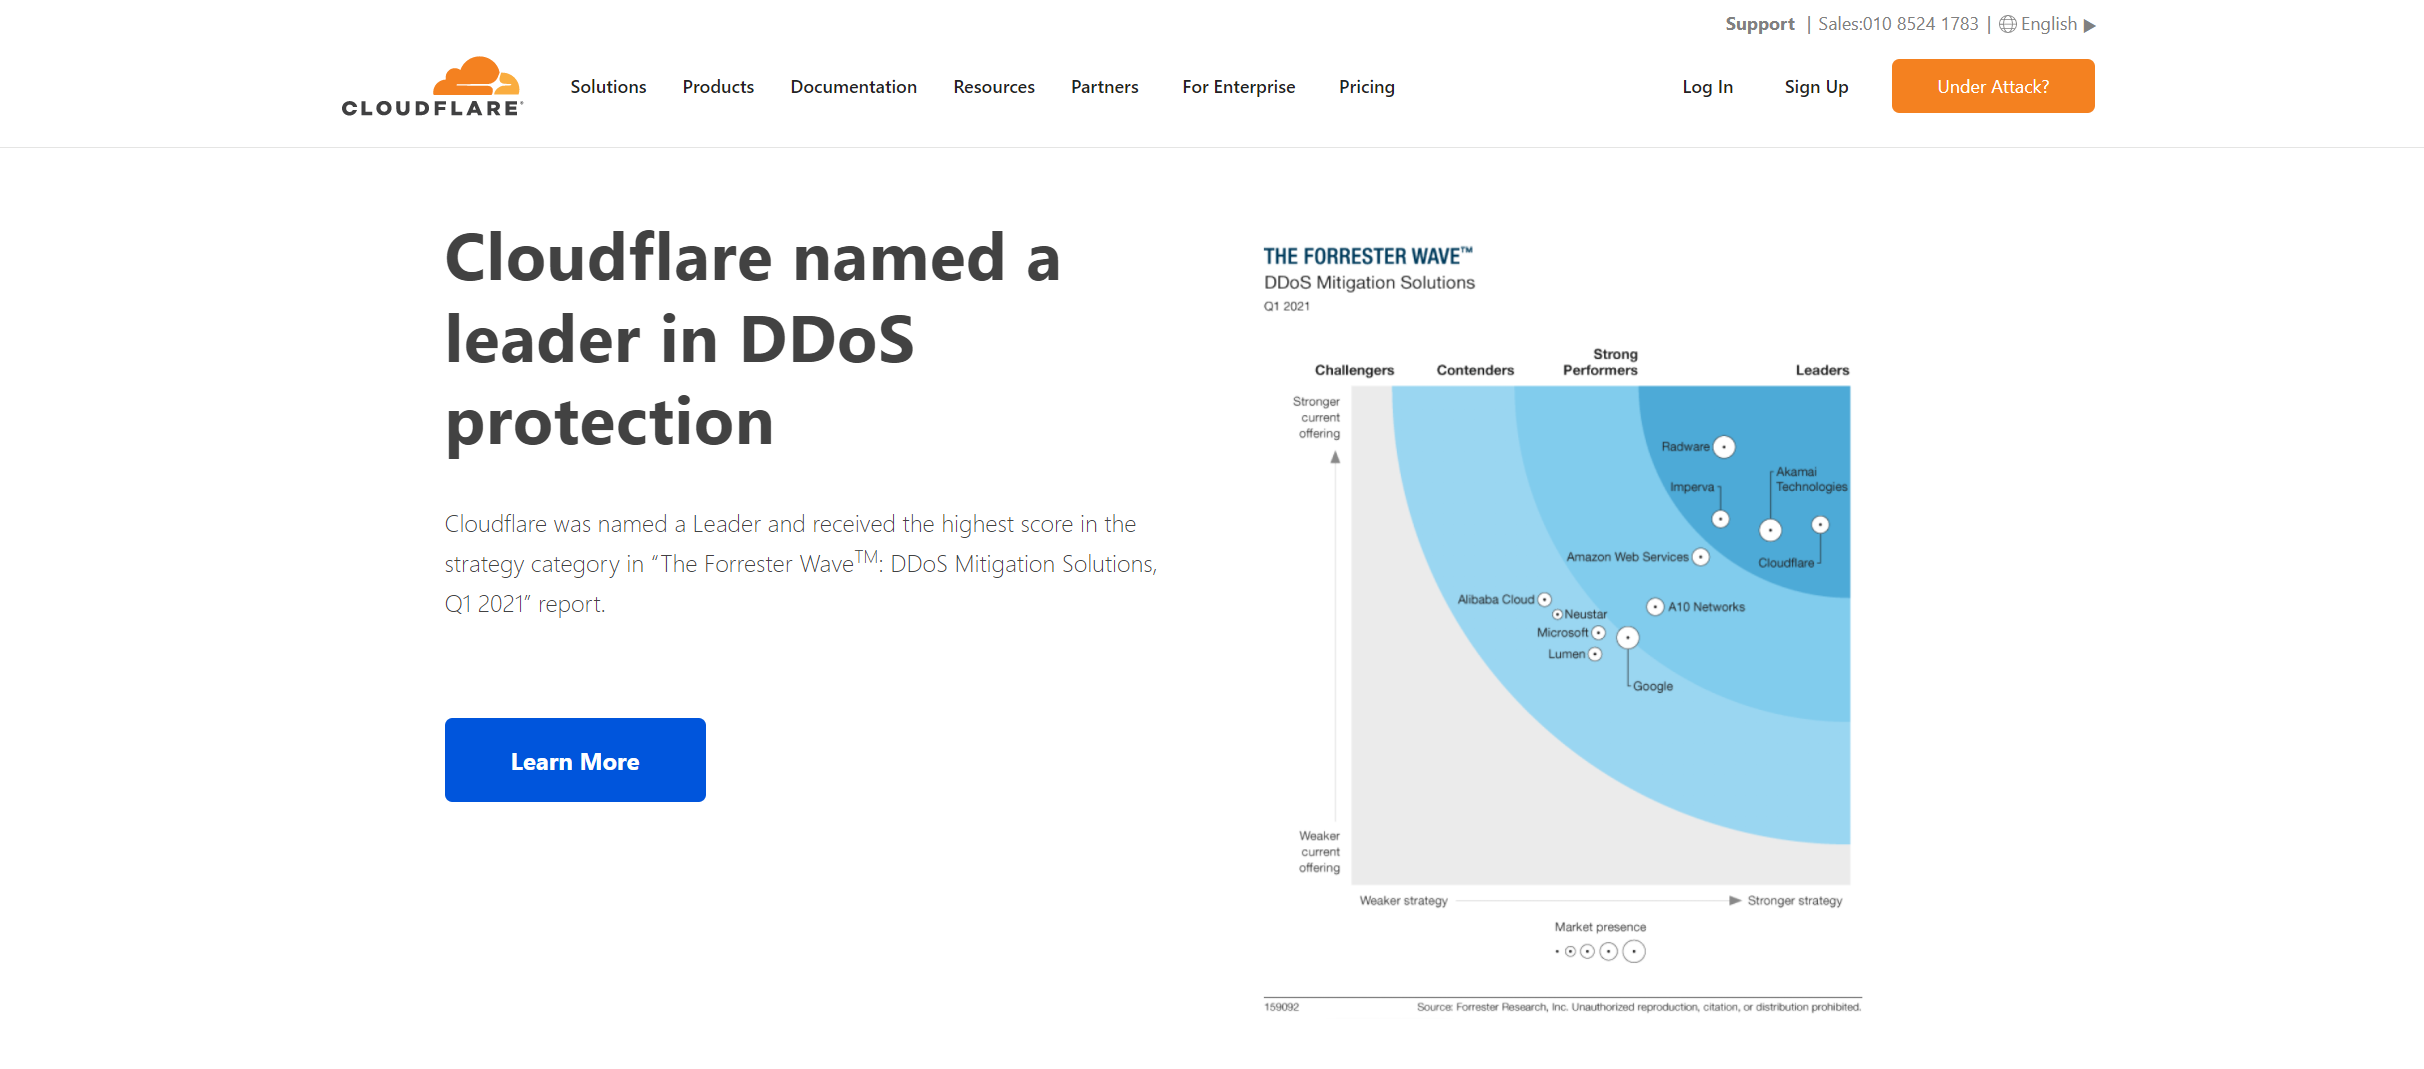 Support | Sales:010 8524 1783 | English
CLOUDFLARE
Solutions Products Documentation Resources Partners For Enterprise Pricing Log In Sign Up Under Attack?
Cloudflare named a
leader in DDoS
protection
Cloudflare was named a Leader and received the highest score in the
strategy category in “The Forrester Wave™: DDoS Mitigation Solutions,
Q1 2021” report.
Learn More
THE FORRESTER WAVE™
DDoS Mitigation Solutions
Q1 2021
Challengers Contenders Strong Performers Leaders
Stronger
current
offering
Radware
Akamai
Technologies
Imperva
Amazon Web Services
Cloudflare
Alibaba Cloud
A10 Networks
Neustar
Microsoft
Lumen
Google
Weaker
current
offering
Weaker strategy Stronger strategy
Market presence
159092 Source: Forrester Research, Inc. Unauthorized reproduction, citation, or distribution prohibited.